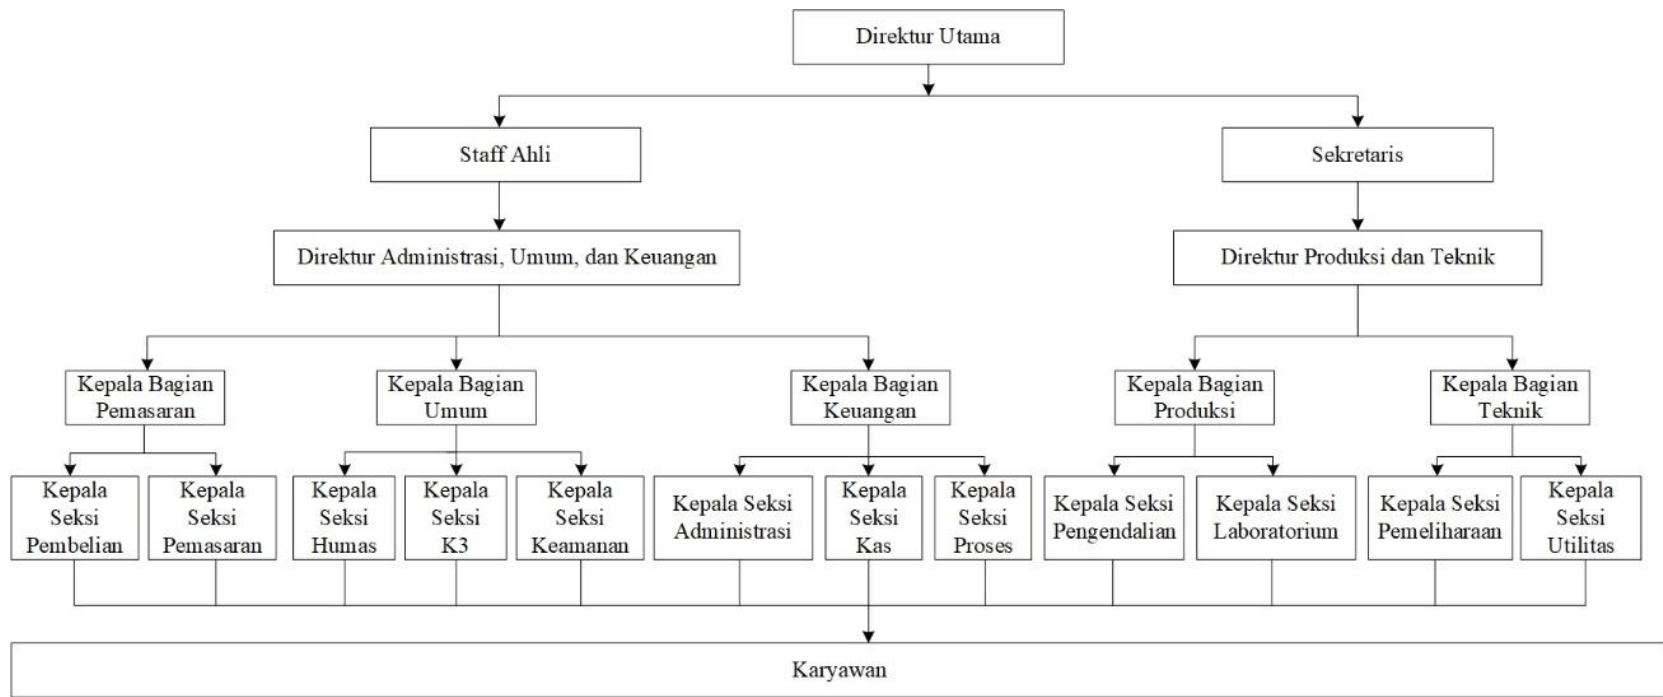 Direktur Utama
Staff Ahli
Sekretaris
Direktur Administrasi, Umum, dan Keuangan
Direktur Produksi dan Teknik
Kepala Bagian
Pemasaran
Kepala Bagian
Umum
Kepala Bagian
Keuangan
Kepala Bagian
Produksi
Kepala Bagian
Teknik
Kepala
Seksi
Pembelian
Kepala
Seksi
Pemasaran
Kepala
Seksi
Humas
Kepala
Seksi
K3
Kepala
Seksi
Keamanan
Kepala Seksi
Administrasi
Kepala
Seksi
Kas
Kepala
Seksi
Proses
Kepala Seksi
Pengendalian
Kepala Seksi
Laboratorium
Kepala Seksi
Pemeliharaan
Kepala
Seksi
Utilitas
Karyawan